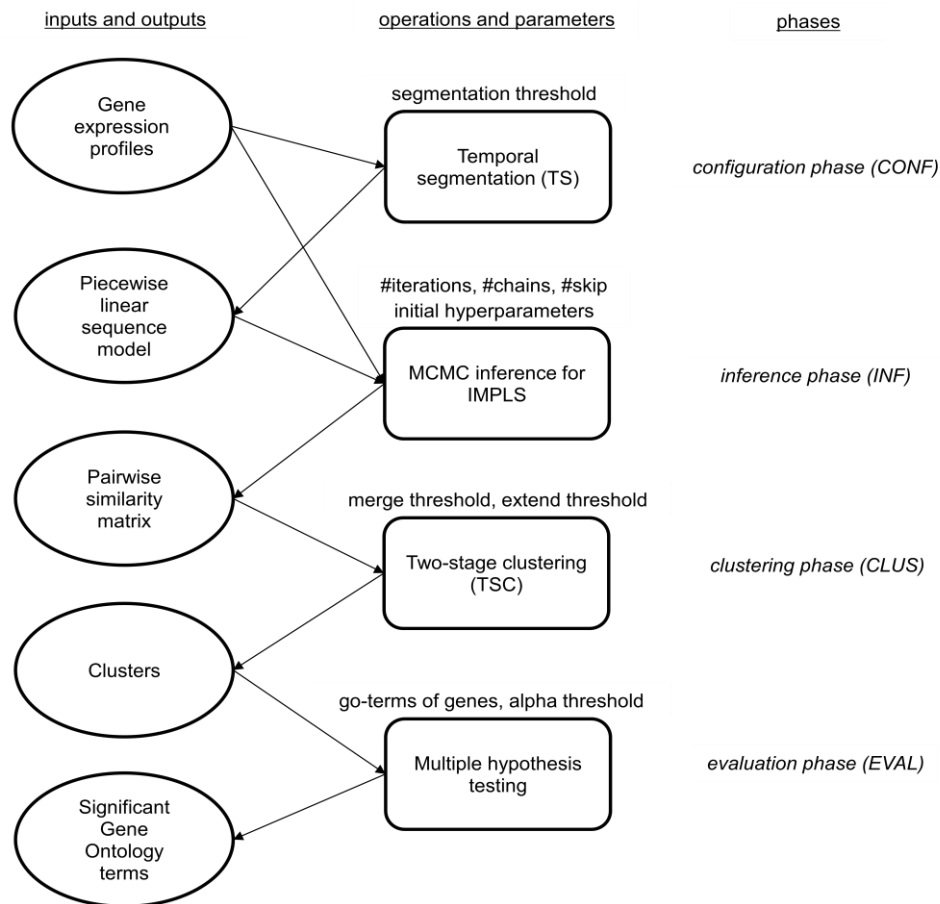 inputs and outputs
operations and parameters
phases
Gene
expression
profiles
segmentation threshold
Temporal
segmentation (TS)
configuration phase (CONF)
Piecewise
linear
sequence
model
#iterations, #chains, #skip
initial hyperparameters
MCMC inference for
IMPLS
inference phase (INF)
Pairwise
similarity
matrix
merge threshold, extend threshold
Two-stage clustering
(TSC)
clustering phase (CLUS)
Clusters
go-terms of genes, alpha threshold
Multiple hypothesis
testing
evaluation phase (EVAL)
Significant
Gene
Ontology
terms